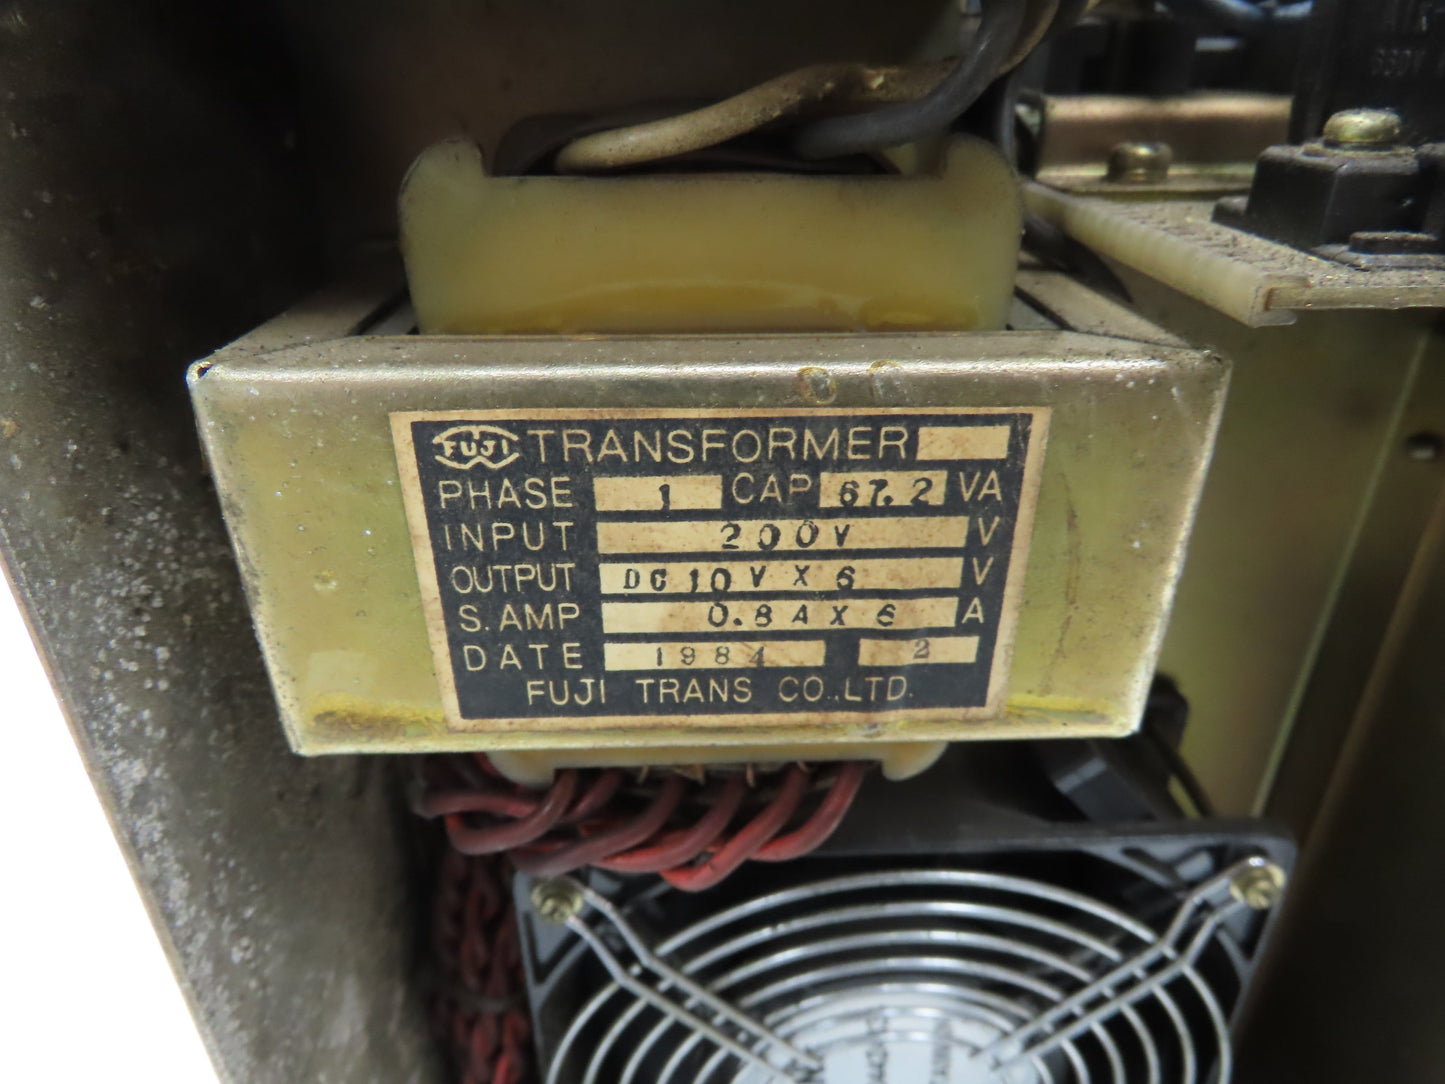 FUJI TRANSFORMER
PHASE 1 CAP 67.2 VA
INPUT 200V V
OUTPUT DC 10V X 6 V
S. AMP 0.8A X 6 A
DATE 1984 2
FUJI TRANS CO.,LTD.